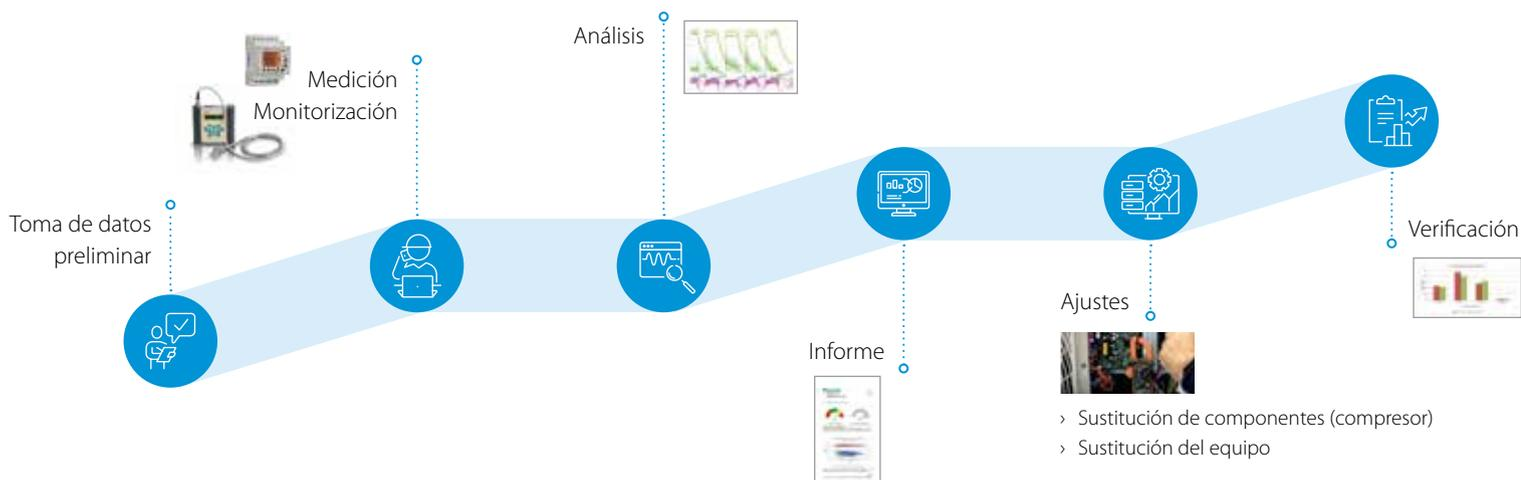 Toma de datos
preliminar
Medición
Monitorización
Análisis
Informe
Ajustes
› Sustitución de componentes (compresor)
› Sustitución del equipo
Verificación